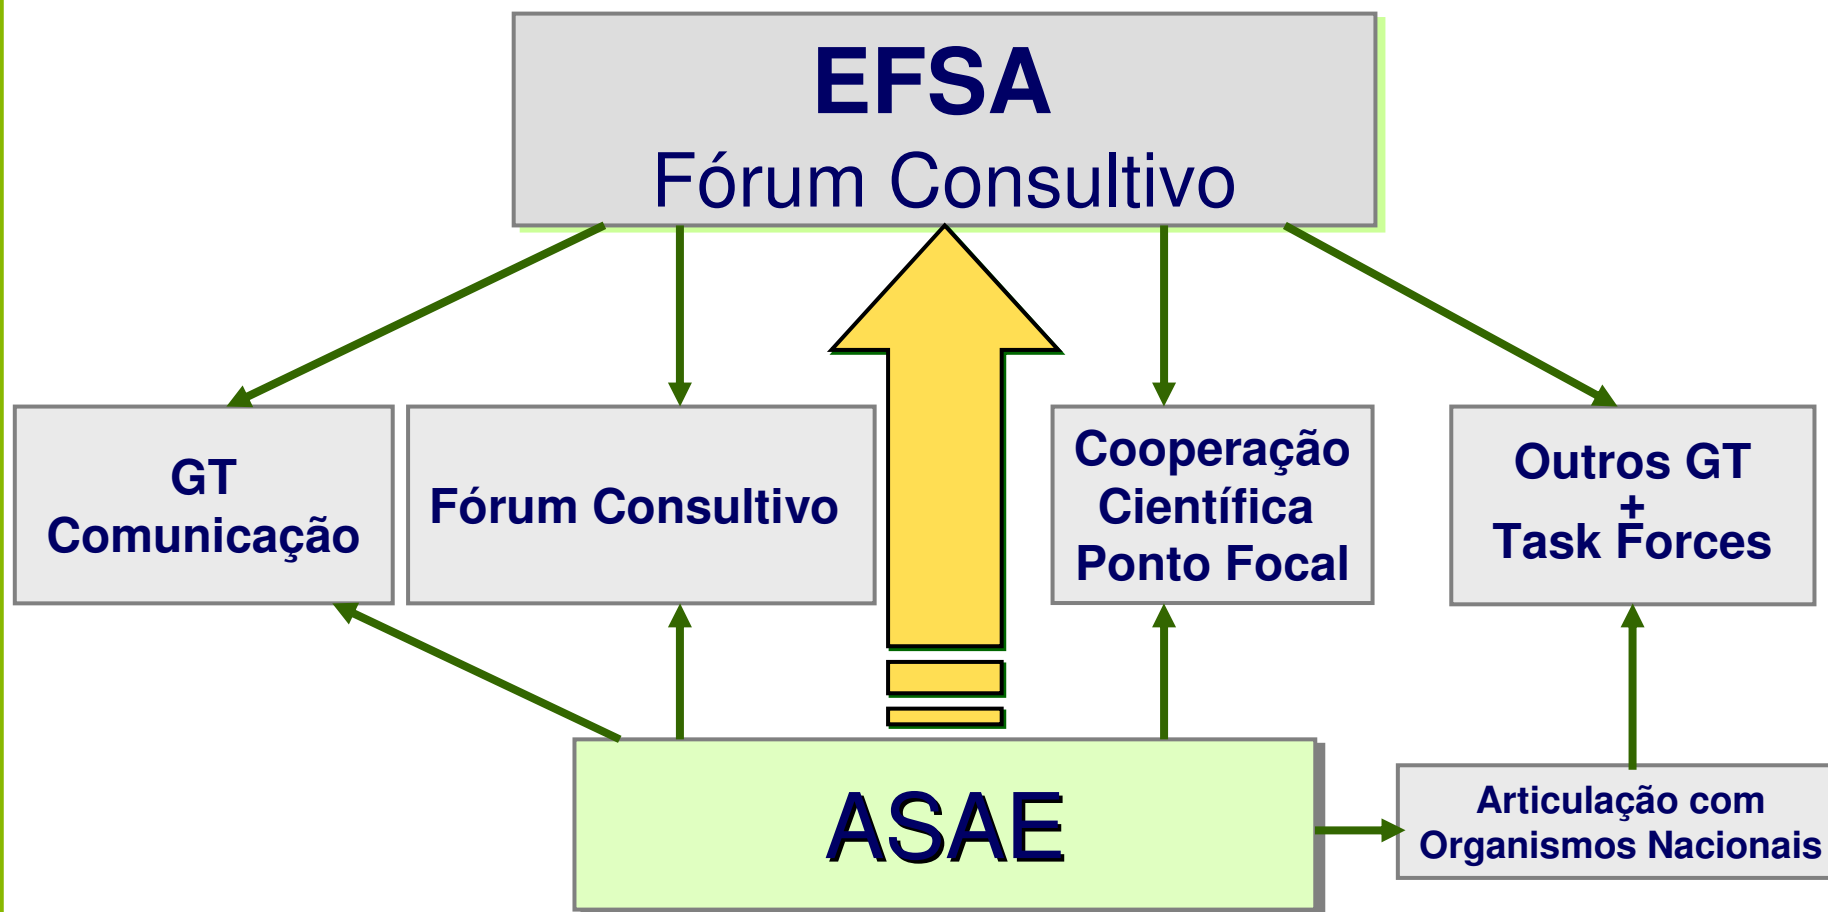 EFSA
Fórum Consultivo
GT
Comunicação
Fórum Consultivo
Cooperação
Científica
Ponto Focal
Outros GT
+
Task Forces
ASAE
Articulação com
Organismos Nacionais